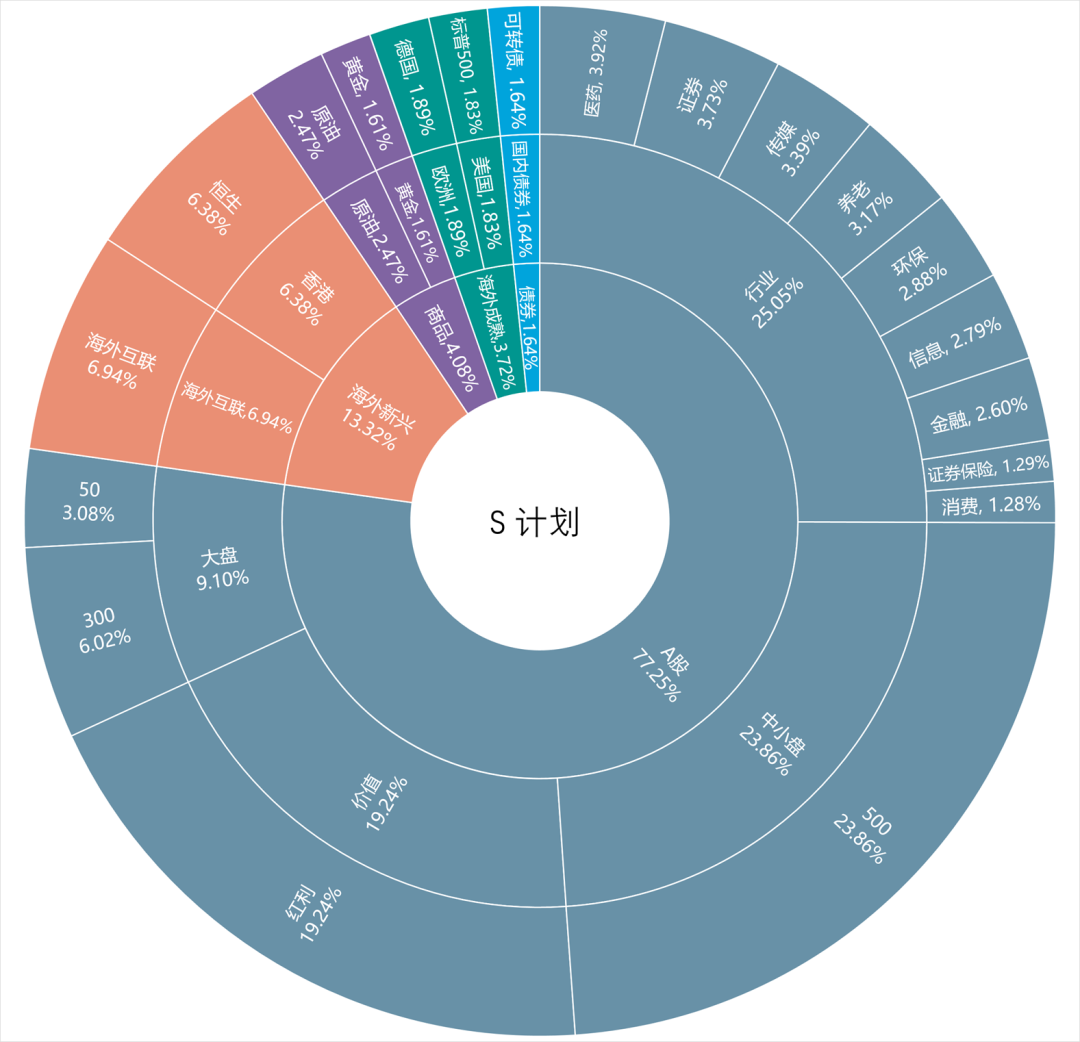 S 计划
A股
77.25%
海外新兴
13.32%
商品,4.08%
海外成熟,3.72%
债券,1.64%
行业
25.05%
中小盘
23.86%
价值
19.24%
大盘
9.10%
海外互联,6.94%
香港
6.38%
原油,2.47%
黄金,1.61%
欧洲,1.89%
美国,1.83%
国内债券,1.64%
医药, 3.92%
证券
3.73%
传媒
3.39%
养老
3.17%
环保
2.88%
信息, 2.79%
金融, 2.60%
证券保险, 1.29%
消费, 1.28%
500
23.86%
红利
19.24%
300
6.02%
50
3.08%
海外互联
6.94%
恒生
6.38%
原油
2.47%
黄金, 1.61%
德国, 1.89%
标普500, 1.83%
可转债, 1.64%